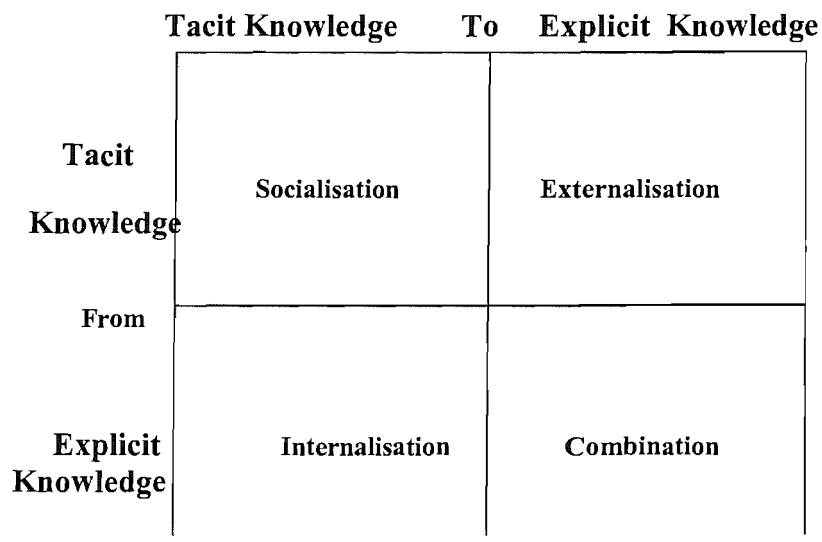 Tacit Knowledge To Explicit Knowledge
Tacit
Knowledge
Socialisation Externalisation
From
Explicit
Knowledge
Internalisation Combination